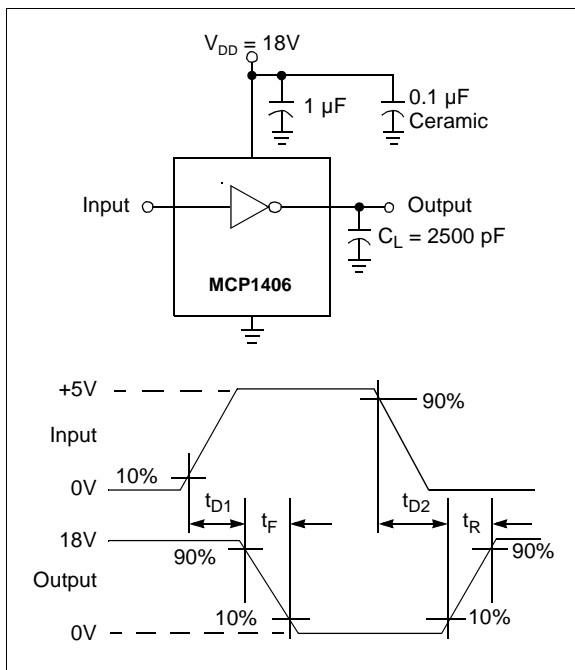 V_DD = 18V
1 µF
0.1 µF
Ceramic
Input
Output
C_L = 2500 pF
MCP1406
+5V
90%
Input
10%
0V
t_D1
t_F
t_D2
t_R
18V
90%
90%
Output
10%
10%
0V